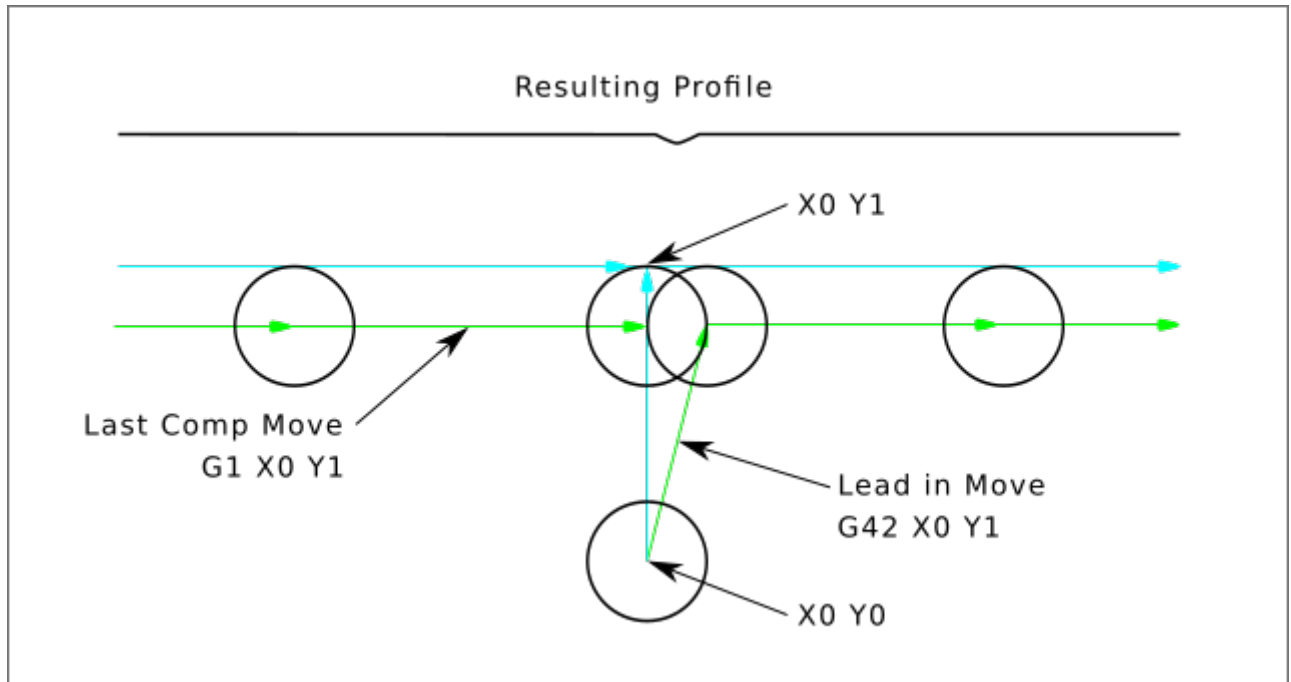 Resulting Profile
X0 Y1
Last Comp Move
G1 X0 Y1
Lead in Move
G42 X0 Y1
X0 Y0